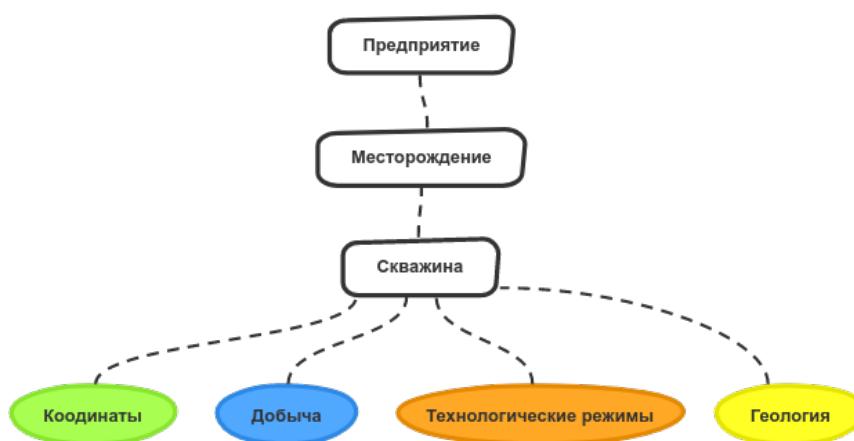 Предприятие
Месторождение
Скважина
Коодинаты
Добыча
Технологические режимы
Геология